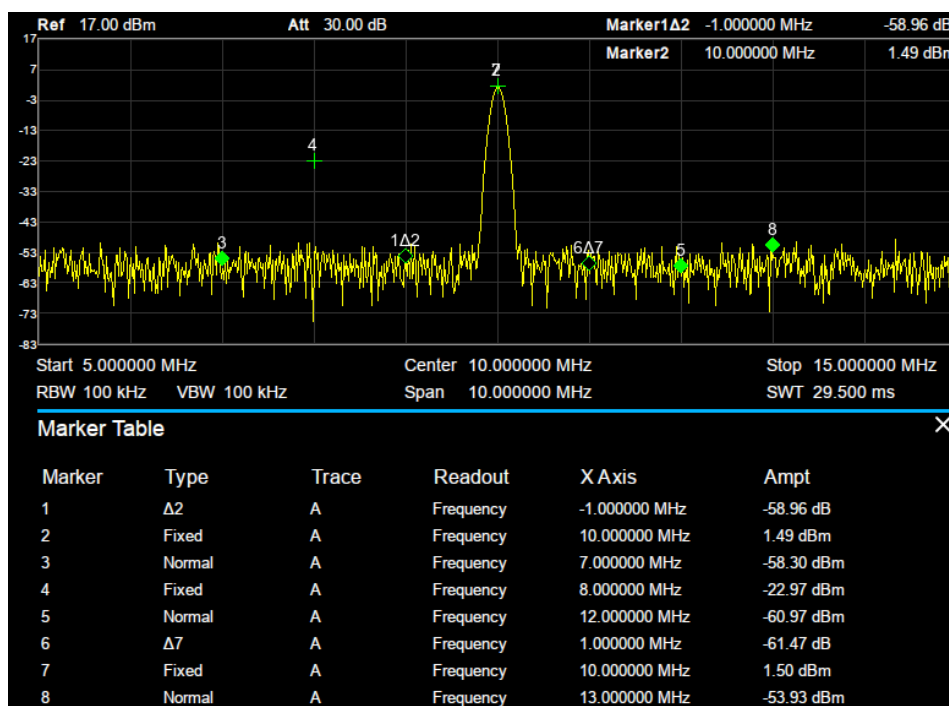 Ref 17.00 dBm Att 30.00 dB Marker1Δ2 -1.000000 MHz -58.96 dB
Marker2 10.000000 MHz 1.49 dBm
17
7
-3
-13
-23
-33
-43
-53
-63
-73
-83
4
3
1Δ2
6Δ7
5
8
Start 5.000000 MHz Center 10.000000 MHz Stop 15.000000 MHz
RBW 100 kHz VBW 100 kHz Span 10.000000 MHz SWT 29.500 ms
Marker Table
Marker Type Trace Readout X Axis Ampt
1 Δ2 A Frequency -1.000000 MHz -58.96 dB
2 Fixed A Frequency 10.000000 MHz 1.49 dBm
3 Normal A Frequency 7.000000 MHz -58.30 dBm
4 Fixed A Frequency 8.000000 MHz -22.97 dBm
5 Normal A Frequency 12.000000 MHz -60.97 dBm
6 Δ7 A Frequency 1.000000 MHz -61.47 dB
7 Fixed A Frequency 10.000000 MHz 1.50 dBm
8 Normal A Frequency 13.000000 MHz -53.93 dBm